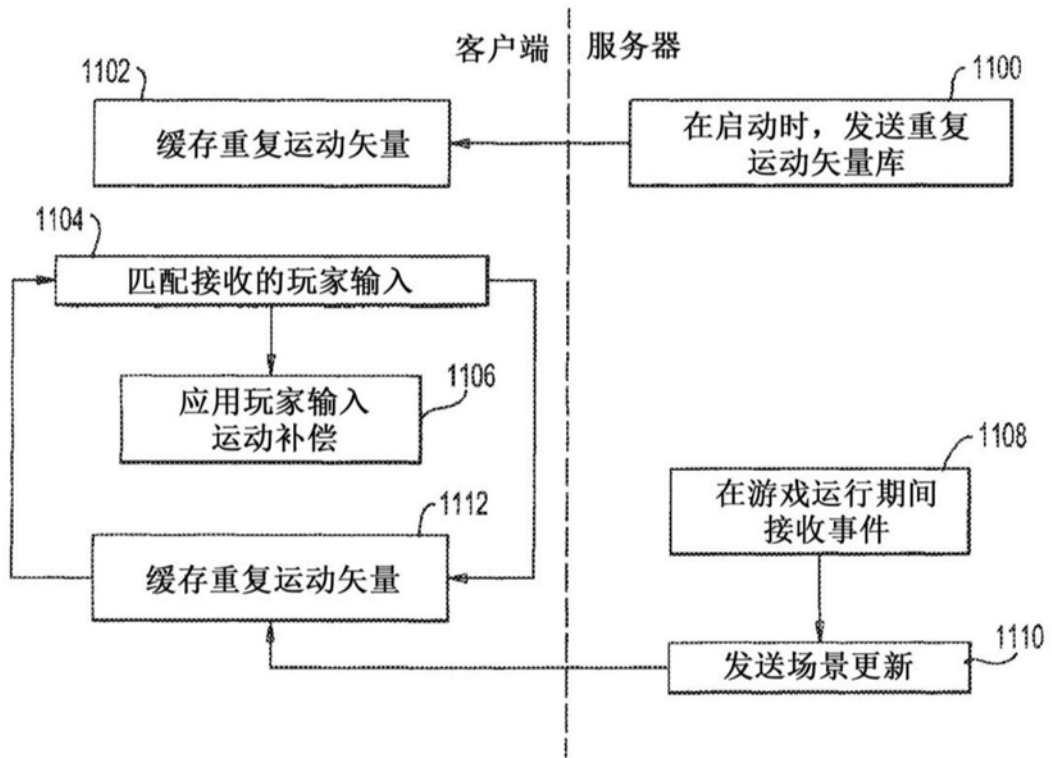 客户端
服务器
1102
缓存重复运动矢量
1100
在启动时，发送重复
运动矢量库
1104
匹配接收的玩家输入
1106
应用玩家输入
运动补偿
1108
在游戏运行期间
接收事件
1112
缓存重复运动矢量
1110
发送场景更新